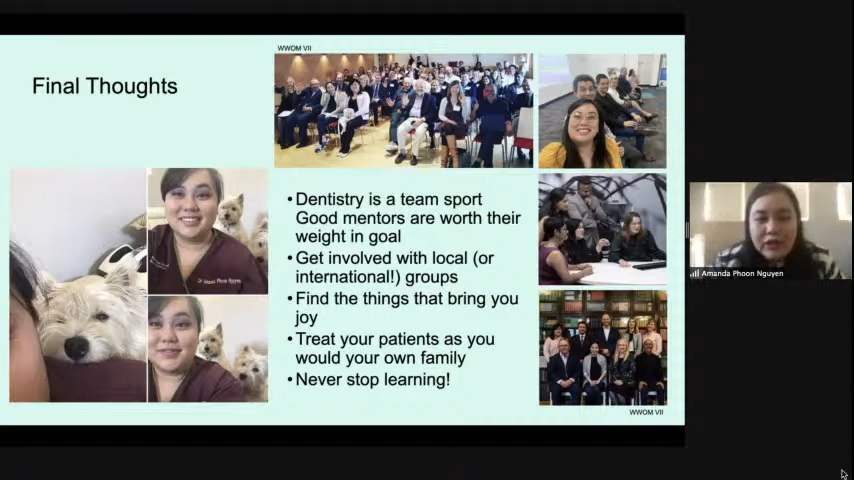 WWOM VII
Final Thoughts
•Dentistry is a team sport
Good mentors are worth their
weight in goal
•Get involved with local (or
international!) groups
•Find the things that bring you
joy
•Treat your patients as you
would your own family
•Never stop learning!
WWOM VII
Amanda Phoon Nguyen